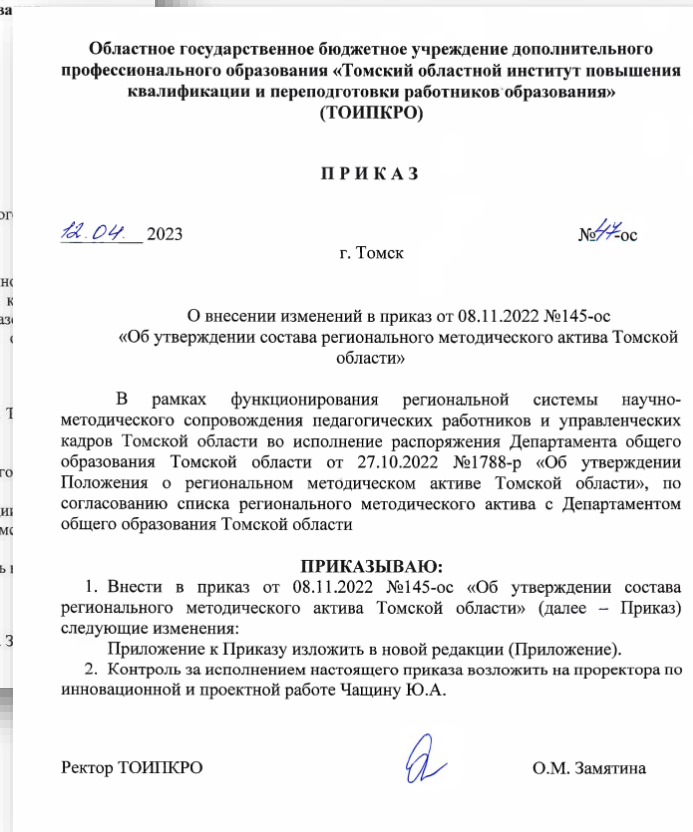 Областное государственное бюджетное учреждение дополнительного
профессионального образования «Томский областной институт повышения
квалификации и переподготовки работников образования»
(ТОИПКРО)
П Р И К А З
12.04. 2023
№47-ос
г. Томск
О внесении изменений в приказ от 08.11.2022 №145-ос
«Об утверждении состава регионального методического актива Томской
области»
В рамках функционирования региональной системы научно-
методического сопровождения педагогических работников и управленческих
кадров Томской области во исполнение распоряжения Департамента общего
образования Томской области от 27.10.2022 №1788-р «Об утверждении
Положения о региональном методическом активе Томской области», по
согласованию списка регионального методического актива с Департаментом
общего образования Томской области
ПРИКАЗЫВАЮ:
1. Внести в приказ от 08.11.2022 №145-ос «Об утверждении состава
регионального методического актива Томской области» (далее – Приказ)
следующие изменения:
Приложение к Приказу изложить в новой редакции (Приложение).
2. Контроль за исполнением настоящего приказа возложить на проректора по
инновационной и проектной работе Чащину Ю.А.
Ректор ТОИПКРО
О.М. Замятина